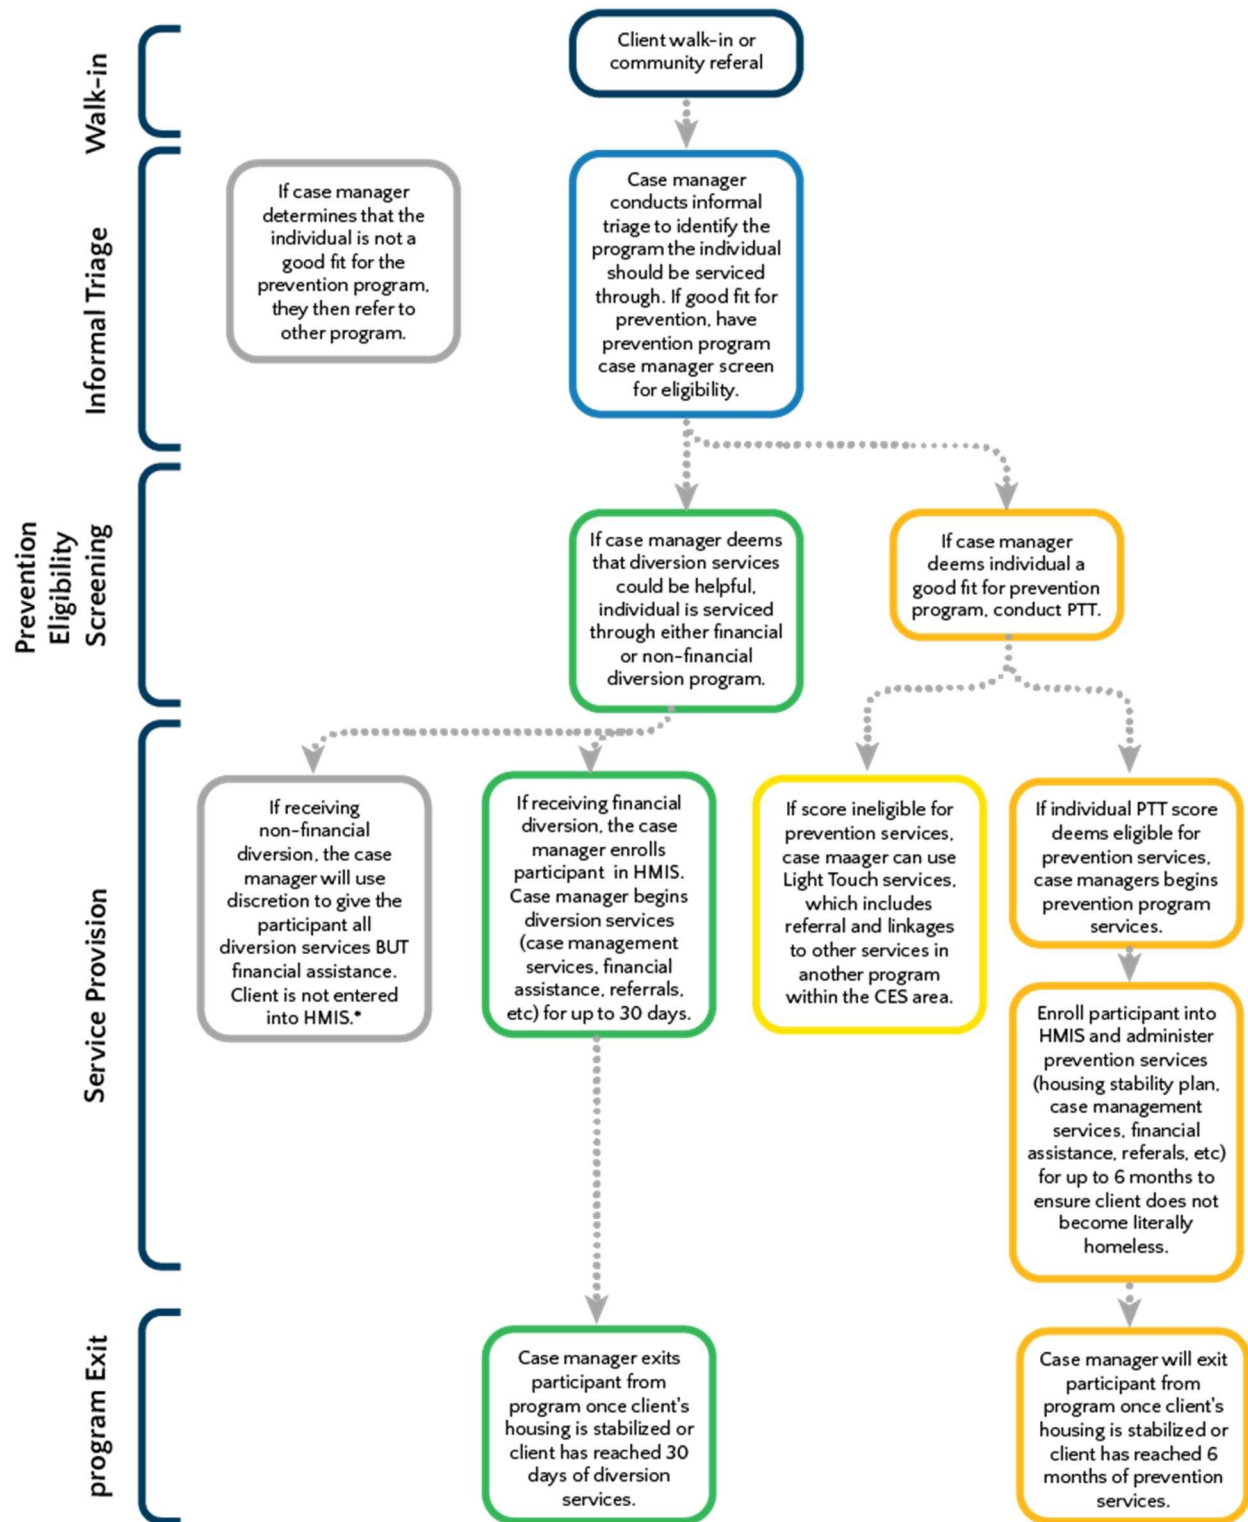 Walk-in
Client walk-in or
community referal
Informal Triage
If case manager
determines that the
individual is not a
good fit for the
prevention program,
they then refer to
other program.
Case manager
conducts informal
triage to identify the
program the individual
should be serviced
through. If good fit for
prevention, have
prevention program
case manager screen
for eligibility.
Prevention
Eligibility
Screening
If case manager deems
that diversion services
could be helpful,
individual is serviced
through either financial
or non-financial
diversion program.
If case manager
deems individual a
good fit for prevention
program, conduct PTT.
Service Provision
If receiving
non-financial
diversion, the case
manager will use
discretion to give the
participant all
diversion services BUT
financial assistance.
Client is not entered
into HMIS.*
If receiving financial
diversion, the case
manager enrolls
participant in HMIS.
Case manager begins
diversion services
(case management
services, financial
assistance, referrals,
etc) for up to 30 days.
If score ineligible for
prevention services,
case maager can use
Light Touch services,
which includes
referral and linkages
to other services in
another program
within the CES area.
If individual PTT score
deems eligible for
prevention services,
case managers begins
prevention program
services.
Enroll participant into
HMIS and administer
prevention services
(housing stability plan,
case management
services, financial
assistance, referals, etc)
for up to 6 months to
ensure client does not
become literally
homeless.
program Exit
Case manager exits
participant from
program once client's
housing is stabilized or
client has reached 30
days of diversion
services.
Case manager will exit
participant from
program once client's
housing is stabilized or
client has reached 6
months of prevention
services.